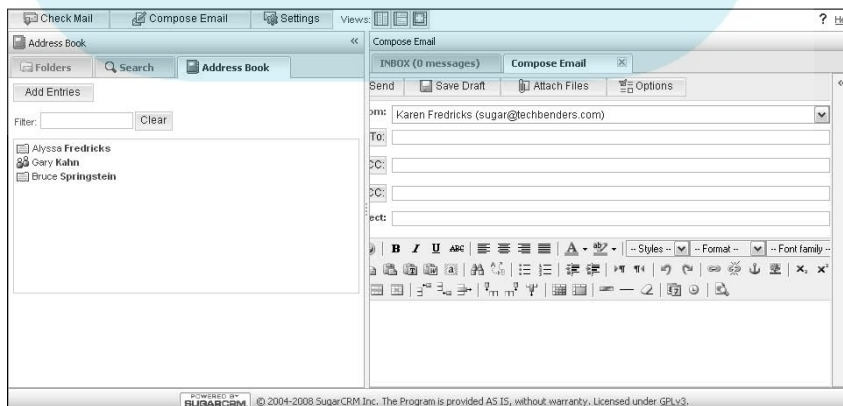 Check Mail Compose Email Settings Views: ?
Address Book «
Folders Search Address Book
Add Entries
Filter: Clear
Alyssa Fredricks
Gary Kahn
Bruce Springstein
Compose Email
INBOX (0 messages) Compose Email
Send Save Draft Attach Files Options
om: Karen Fredricks (sugar@techbenders.com)
To:
CC:
CC:
ect:
B I U ABC A ab -- Styles -- -- Format -- -- Font family --
POWERED BY SUGARCRM © 2004-2008 SugarCRM Inc. The Program is provided AS IS, without warranty. Licensed under GPLv3.